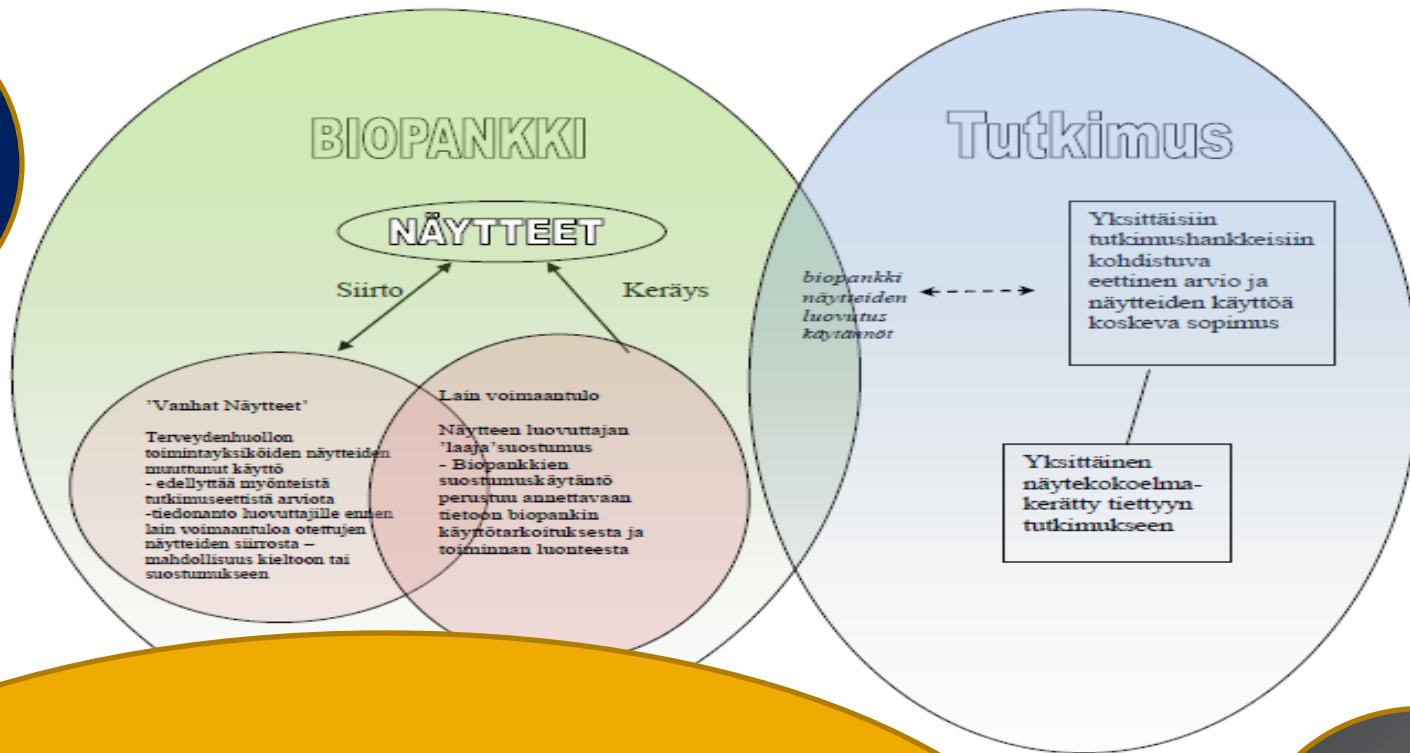 BIOPANKKI
NÄYTTEET
Siirto
Keräys
'Vanhat Näytteet'
Terveydenhuollon
toimintayksiköiden näytteiden
muuttunut käyttö
- edellyttää myönteistä
tutkimuseettistä arviota
-tiedonanto luovuttajille ennen
lain voimaantuloa otettujen
näytteiden siirrosta –
mahdollisuus kieltoon tai
suostumukseen
Lain voimaantulo
Näytteen luovuttajan
'laaja'suostumus
- Biopankkien
suostumuskäytäntö
perustuu annettavaan
tietoon biopankin
käyttötarkoituksesta ja
toiminnan luonteesta
biopankki
näytteiden
luovutus
käytännöt
Tutkimus
Yksittäisiin
tutkimushankkeisiin
kohdistuva
eettinen arvio ja
näytteiden käyttöä
koskeva sopimus
Yksittäinen
näytekokoelma-
kerätty tiettyyn
tutkimukseen